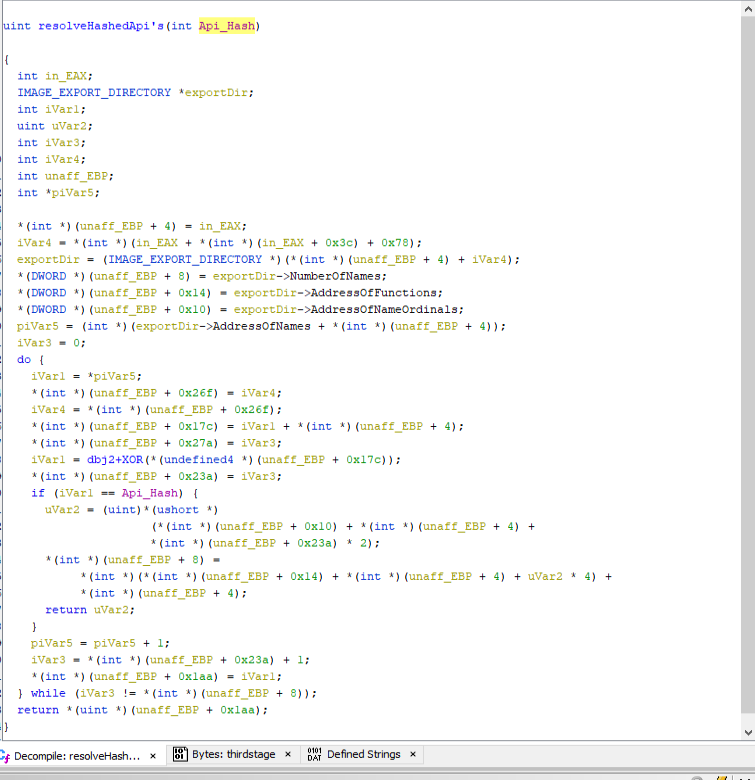 uint resolveHashedApi's(int Api_Hash)
{
int in_EAX;
IMAGE_EXPORT_DIRECTORY *exportDir;
int iVar1;
uint uVar2;
int iVar3;
int iVar4;
int unaff_EBP;
int *piVar5;
*(int *)(unaff_EBP + 4) = in_EAX;
iVar4 = *(int *)(in_EAX + *(int *)(in_EAX + 0x3c) + 0x78);
exportDir = (IMAGE_EXPORT_DIRECTORY *)(*(int *)(unaff_EBP + 4) + iVar4);
*(DWORD *)(unaff_EBP + 8) = exportDir->NumberOfNames;
*(DWORD *)(unaff_EBP + 0x14) = exportDir->AddressOfFunctions;
*(DWORD *)(unaff_EBP + 0x10) = exportDir->AddressOfNameOrdinals;
piVar5 = (int *)(exportDir->AddressOfNames + *(int *)(unaff_EBP + 4));
iVar3 = 0;
do {
iVar1 = *piVar5;
*(int *)(unaff_EBP + 0x26f) = iVar4;
iVar4 = *(int *)(unaff_EBP + 0x26f);
*(int *)(unaff_EBP + 0x17c) = iVar1 + *(int *)(unaff_EBP + 4);
*(int *)(unaff_EBP + 0x27a) = iVar3;
iVar1 = dbj2+XOR(*(undefined4 *)(unaff_EBP + 0x17c));
*(int *)(unaff_EBP + 0x23a) = iVar3;
if (iVar1 == Api_Hash) {
uVar2 = (uint)*(ushort *)
(*(int *)(unaff_EBP + 0x10) + *(int *)(unaff_EBP + 4) +
*(int *)(unaff_EBP + 0x23a) * 2);
*(int *)(unaff_EBP + 8) =
*(int *)(*(int *)(unaff_EBP + 0x14) + *(int *)(unaff_EBP + 4) + uVar2 * 4) +
*(int *)(unaff_EBP + 4);
return uVar2;
}
piVar5 = piVar5 + 1;
iVar3 = *(int *)(unaff_EBP + 0x23a) + 1;
*(int *)(unaff_EBP + 0x1aa) = iVar1;
} while (iVar3 != *(int *)(unaff_EBP + 8));
return *(uint *)(unaff_EBP + 0x1aa);
}
Decompile: resolveHash... × Bytes: thirdstage × Defined Strings ×